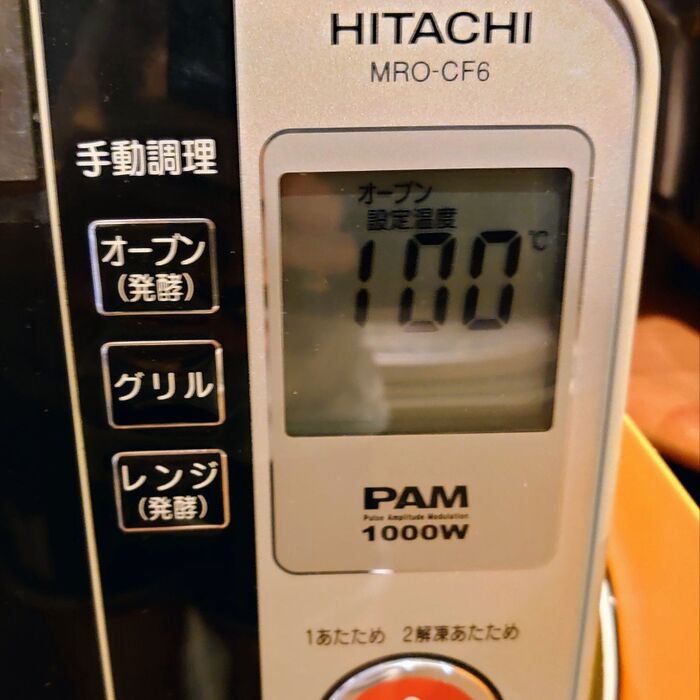 HITACHI
MRO-CF6
手動調理
オーブン
(発酵)
グリル
レンジ
(発酵)
オーブン
設定温度
100℃
PAM
Pulse Amplitude Modulation
1000W
1あたため 2解凍あたため